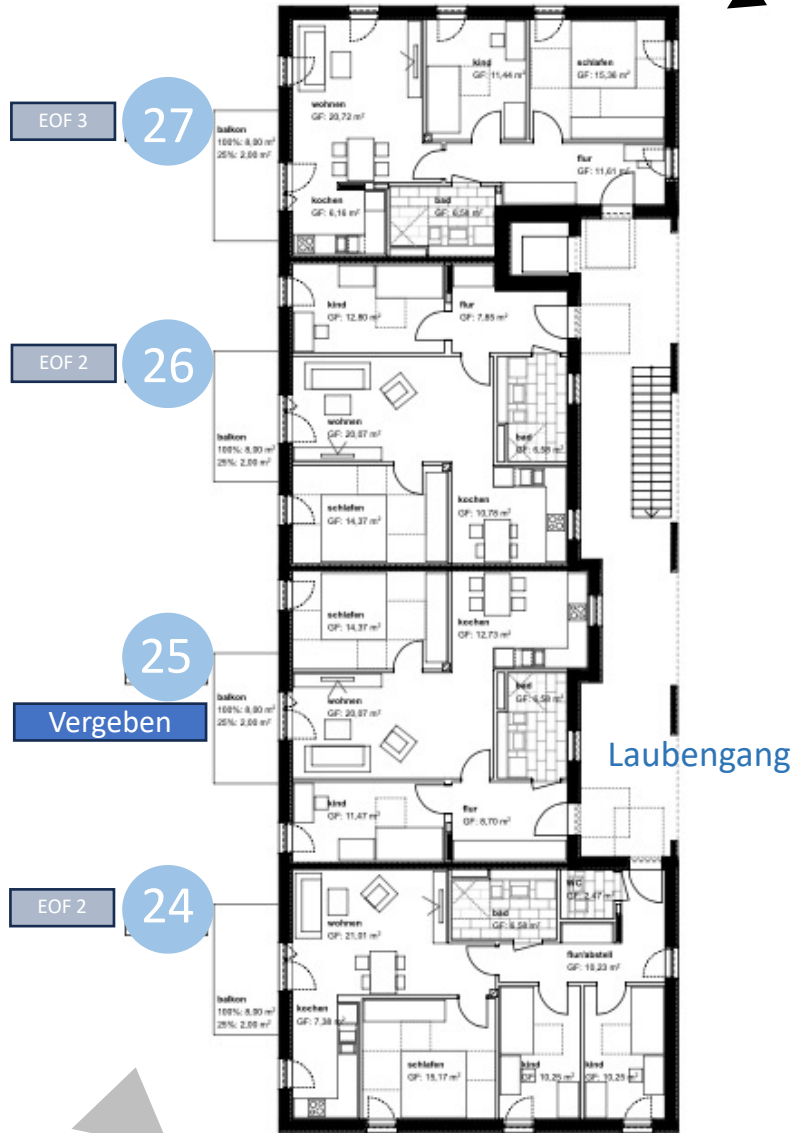 EOF 3
27
balkon
100%: 8,00 m²
25%: 2,00 m²
wohnen
GF: 20,72 m²
kind
GF: 11,44 m²
schlafen
GF: 15,36 m²
flur
GF: 11,61 m²
kochen
GF: 6,16 m²
bad
GF: 6,58 m²
EOF 2
26
balkon
100%: 8,00 m²
25%: 2,00 m²
kind
GF: 12,80 m²
flur
GF: 7,85 m²
wohnen
GF: 20,07 m²
bad
GF: 6,58 m²
schlafen
GF: 14,37 m²
kochen
GF: 10,78 m²
25
Vergeben
balkon
100%: 8,00 m²
25%: 2,00 m²
schlafen
GF: 14,37 m²
kochen
GF: 12,73 m²
wohnen
GF: 20,07 m²
bad
GF: 6,58 m²
kind
GF: 11,47 m²
flur
GF: 8,70 m²
Laubengang
EOF 2
24
balkon
100%: 8,00 m²
25%: 2,00 m²
wohnen
GF: 21,01 m²
bad
GF: 6,58 m²
WC
GF: 2,47 m²
flur/abstell
GF: 10,23 m²
kochen
GF: 7,38 m²
schlafen
GF: 15,17 m²
kind
GF: 10,25 m²
kind
GF: 10,25 m²